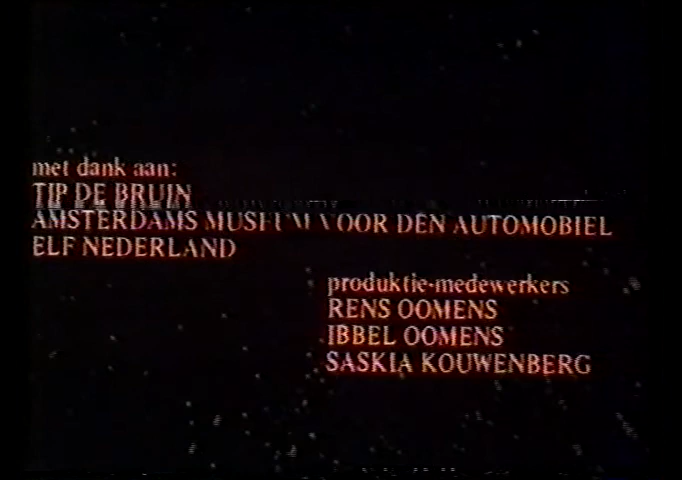 met dank aan:
TIP DE BRUIN
AMSTERDAMS MUSEUM VOOR DEN AUTOMOBIEL
ELF NEDERLAND
produktie-medewerkers
RENS OOMENS
IBBEL OOMENS
SASKIA KOUWENBERG